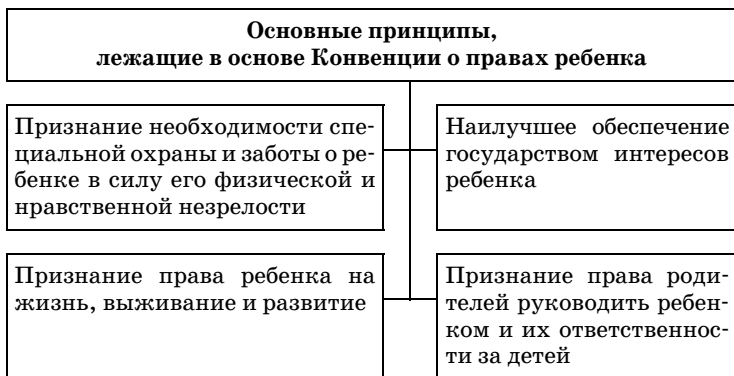 Основные принципы,
лежащие в основе Конвенции о правах ребенка
Признание необходимости спе-
циальной охраны и заботы о ре-
бенке в силу его физической и
нравственной незрелости
Наилучшее обеспечение
государством интересов
ребенка
Признание права ребенка на
жизнь, выживание и развитие
Признание права роди-
телей руководить ребен-
ком и их ответственнос-
ти за детей